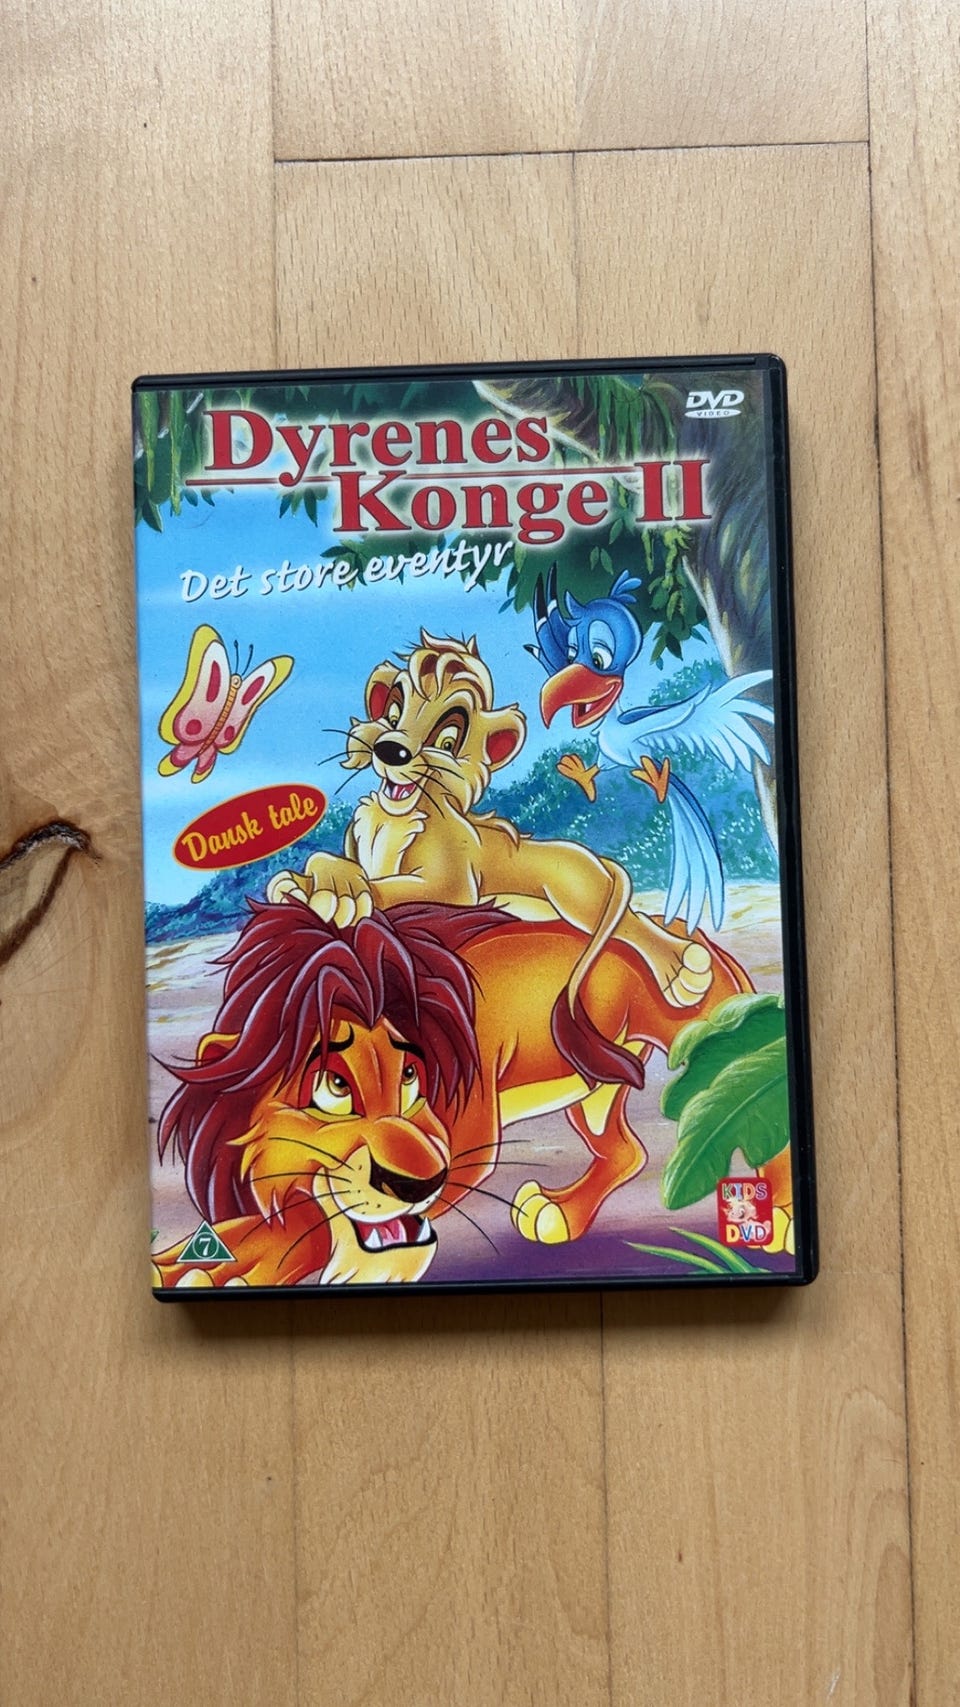 DVD
VIDEO
Dyrenes
Konge II
Det store eventyr
Dansk tale
7
KIDS
DVD